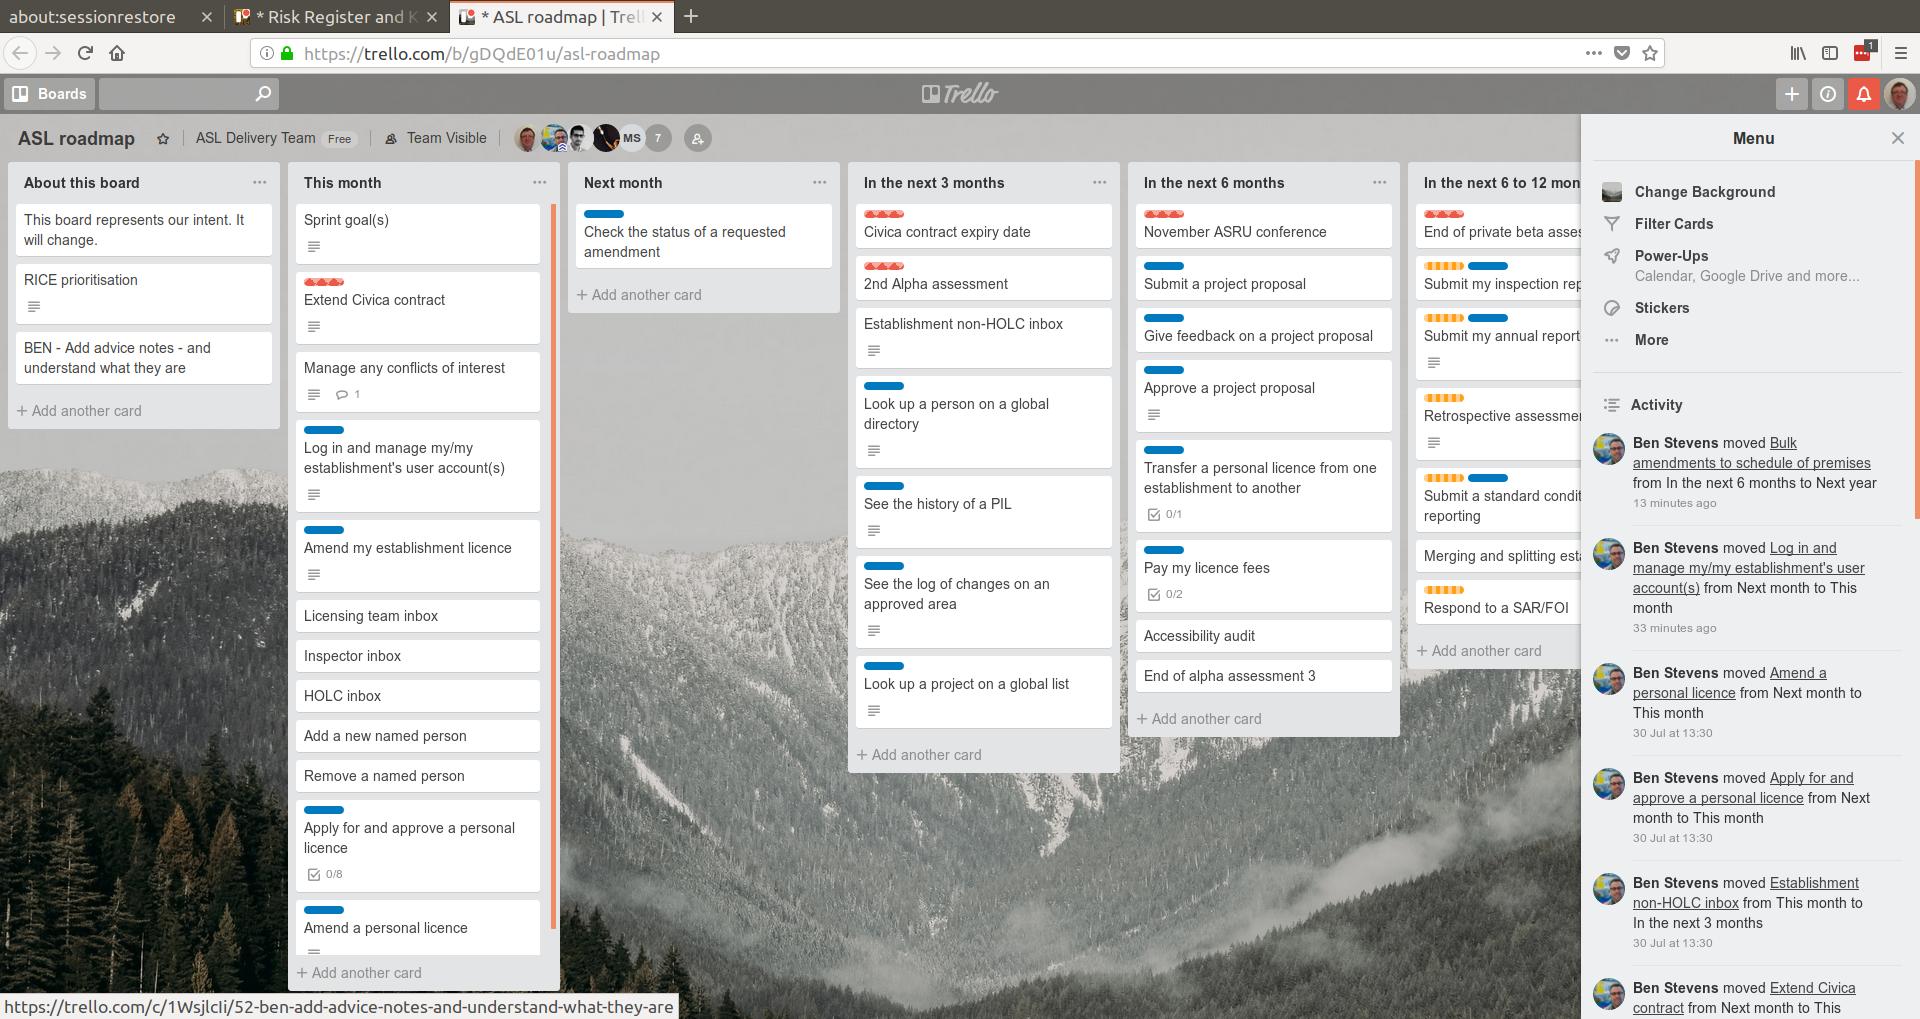 about:sessionrestore
* Risk Register and K
* ASL roadmap | Trel
https://trello.com/b/gDQdE01u/asl-roadmap
1
Boards
Trello
ASL roadmap
ASL Delivery Team Free
Team Visible
MS
7
About this board
This board represents our intent. It
will change.
RICE prioritisation
BEN - Add advice notes - and
understand what they are
+ Add another card
This month
Sprint goal(s)
Extend Civica contract
Manage any conflicts of interest
1
Log in and manage my/my
establishment's user account(s)
Amend my establishment licence
Licensing team inbox
Inspector inbox
HOLC inbox
Add a new named person
Remove a named person
Apply for and approve a personal
licence
0/8
Amend a personal licence
+ Add another card
Next month
Check the status of a requested
amendment
+ Add another card
In the next 3 months
Civica contract expiry date
2nd Alpha assessment
Establishment non-HOLC inbox
Look up a person on a global
directory
See the history of a PIL
See the log of changes on an
approved area
Look up a project on a global list
+ Add another card
In the next 6 months
November ASRU conference
Submit a project proposal
Give feedback on a project proposal
Approve a project proposal
Transfer a personal licence from one
establishment to another
0/1
Pay my licence fees
0/2
Accessibility audit
End of alpha assessment 3
+ Add another card
In the next 6 to 12 mon
End of private beta asses
Submit my inspection rep
Submit my annual report
Retrospective assessmen
Submit a standard condit
reporting
Merging and splitting esta
Respond to a SAR/FOI
+ Add another card
Menu
Change Background
Filter Cards
Power-Ups
Calendar, Google Drive and more...
Stickers
More
Activity
Ben Stevens moved Bulk
amendments to schedule of premises
from In the next 6 months to Next year
13 minutes ago
Ben Stevens moved Log in and
manage my/my establishment's user
account(s) from Next month to This
month
33 minutes ago
Ben Stevens moved Amend a
personal licence from Next month to
This month
30 Jul at 13:30
Ben Stevens moved Apply for and
approve a personal licence from Next
month to This month
30 Jul at 13:30
Ben Stevens moved Establishment
non-HOLC inbox from This month to
In the next 3 months
30 Jul at 13:30
Ben Stevens moved Extend Civica
contract from Next month to This
https://trello.com/c/1WsjlcIi/52-ben-add-advice-notes-and-understand-what-they-are